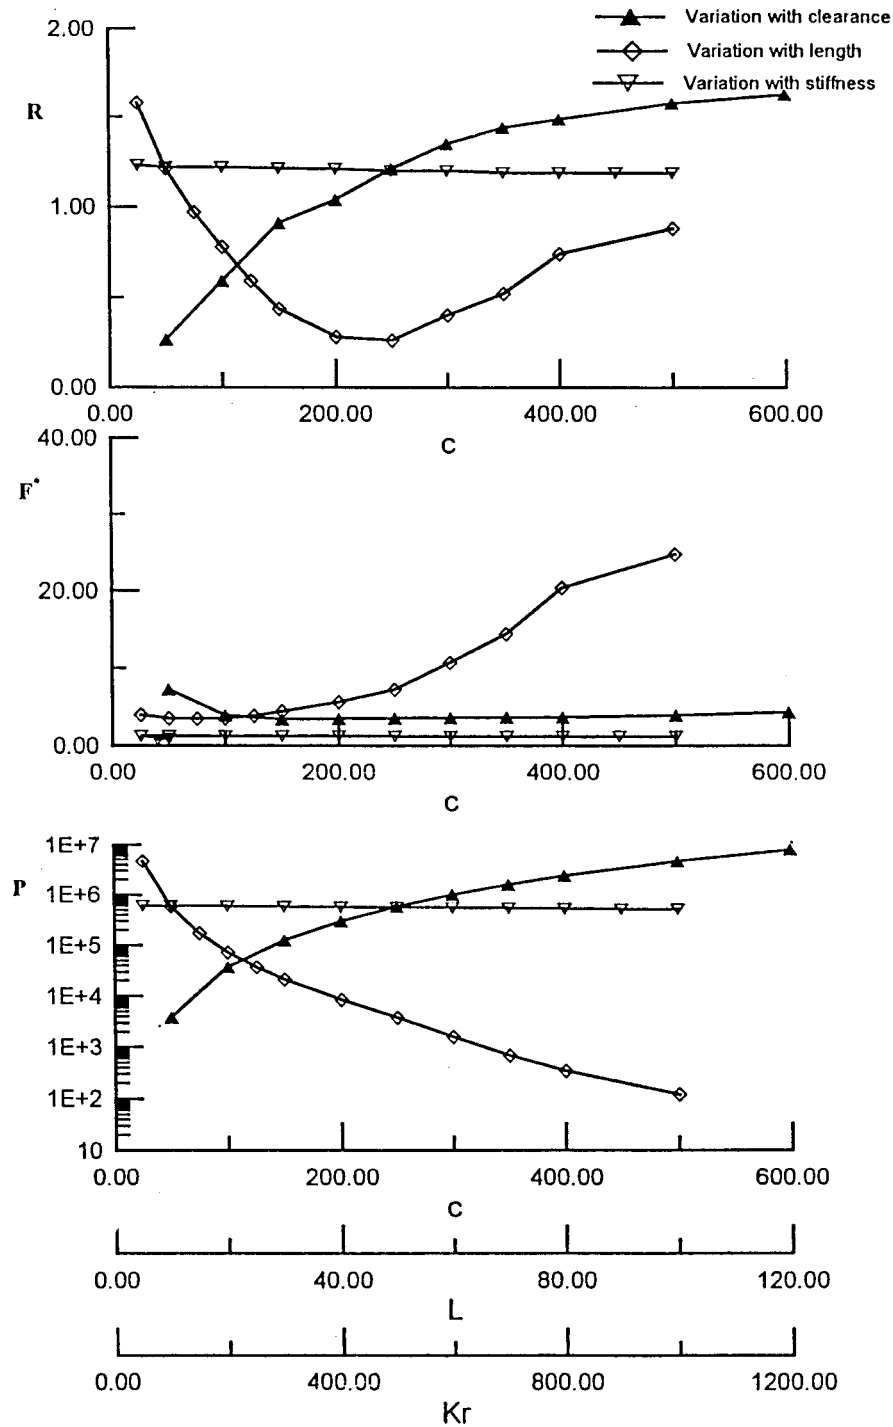 Variation with clearance
Variation with length
Variation with stiffness
2.00
R
1.00
0.00
0.00 200.00 400.00 600.00
C
40.00
F*
20.00
0.00
0.00 200.00 400.00 600.00
C
1E+7
P
1E+6
1E+5
1E+4
1E+3
1E+2
10
0.00 200.00 400.00 600.00
C
0.00 40.00 80.00 120.00
L
0.00 400.00 800.00 1200.00
Kr